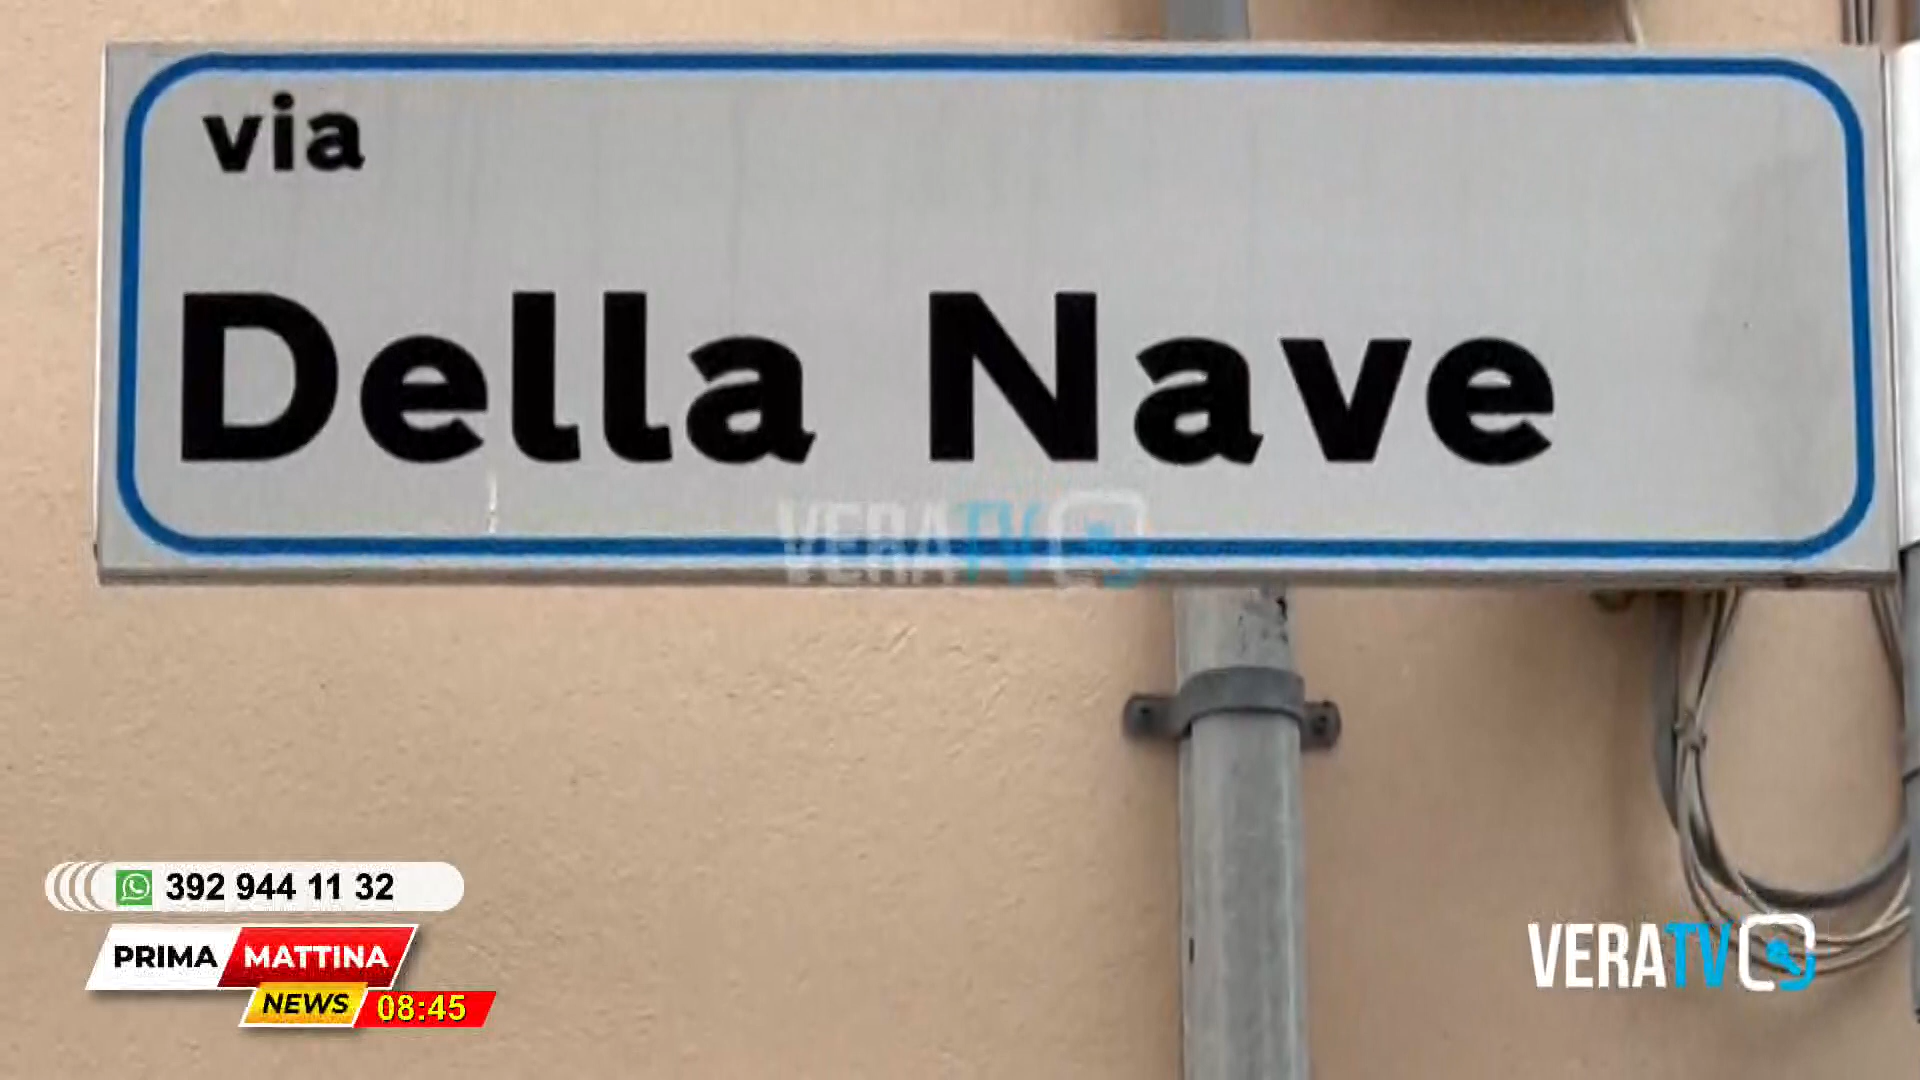 via
Della Nave
VERATV
392 944 11 32
PRIMA MATTINA
NEWS 08:45
VERATV